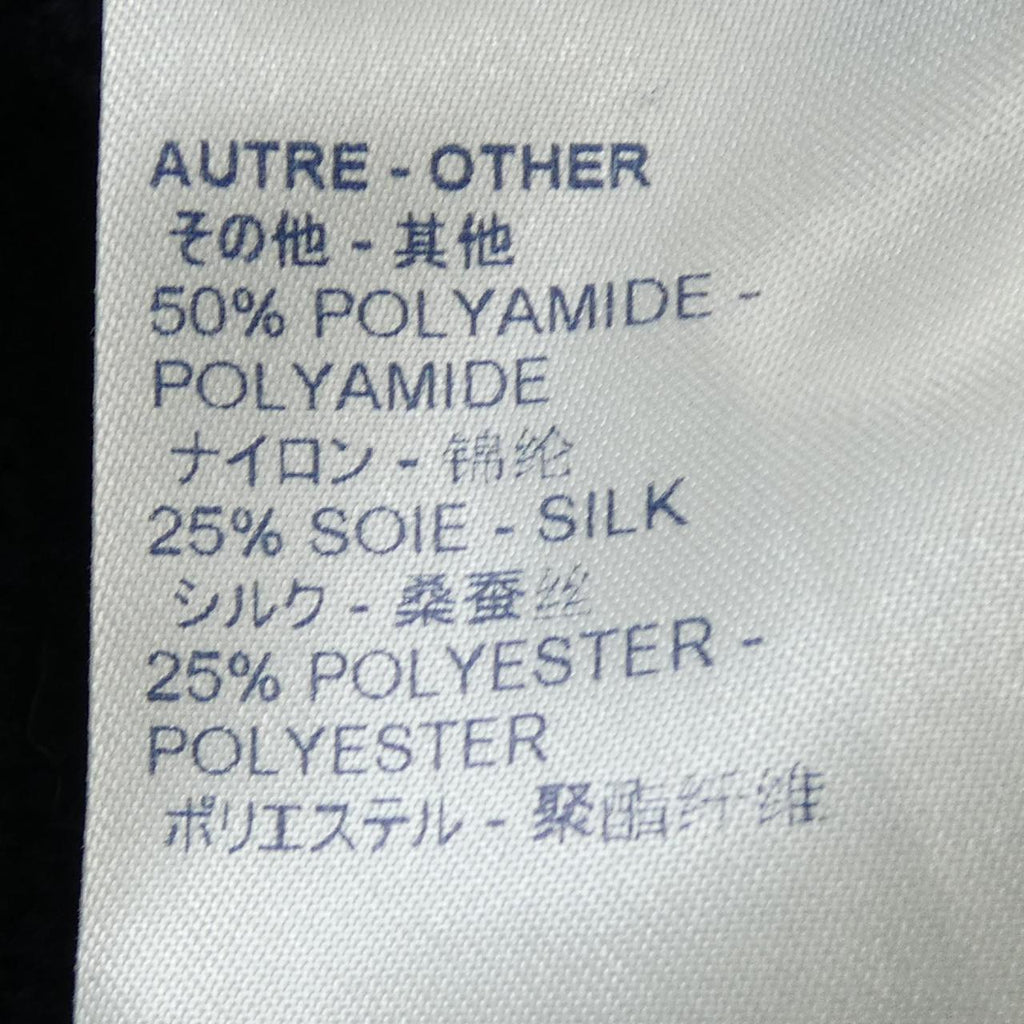 AUTRE - OTHER
その他 - 其他
50% POLYAMIDE -
POLYAMIDE
ナイロン - 锦纶
25% SOIE - SILK
シルク - 桑蚕丝
25% POLYESTER -
POLYESTER
ポリエステル - 聚酯纤维